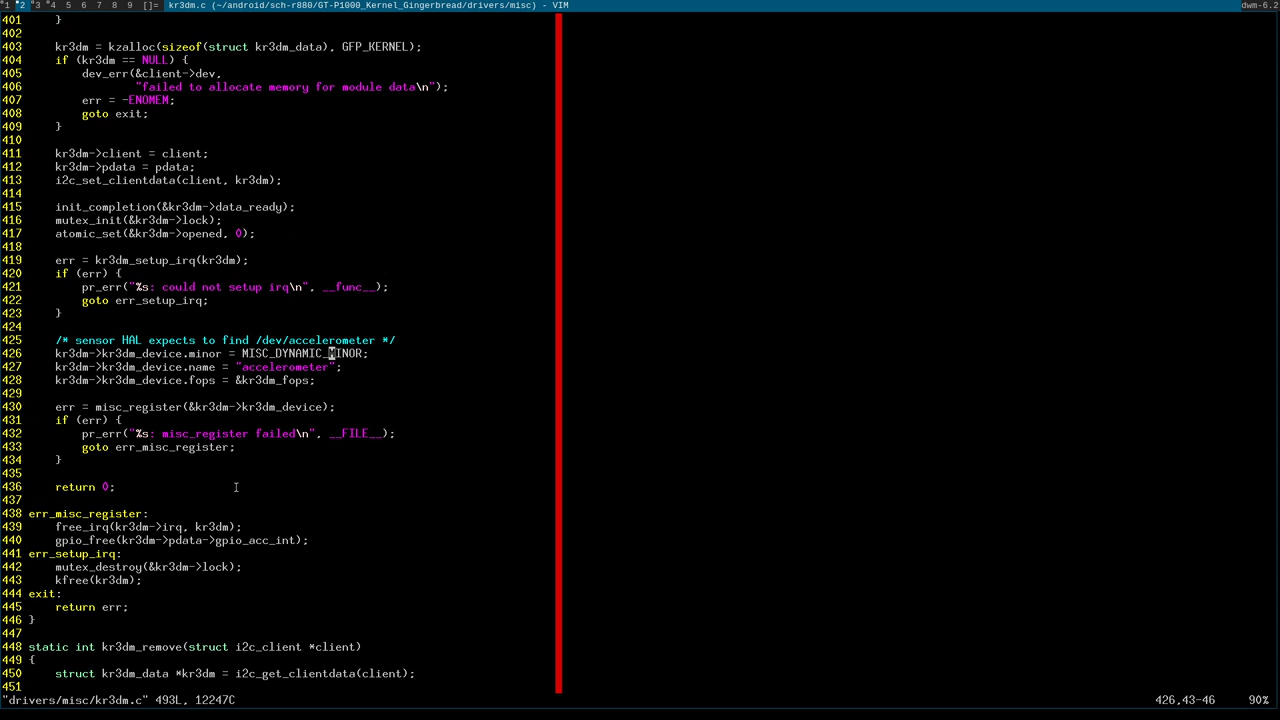 1 2 3 4 5 6 7 8 9 []= kr3dm.c (~/android/sch-r880/GT-P1000_Kernel_Gingerbread/drivers/misc) - VIM dwm-6.2
401 }
402
403 kr3dm = kzalloc(sizeof(struct kr3dm_data), GFP_KERNEL);
404 if (kr3dm == NULL) {
405 dev_err(&client->dev,
406 "failed to allocate memory for module data\n");
407 err = -ENOMEM;
408 goto exit;
409 }
410
411 kr3dm->client = client;
412 kr3dm->pdata = pdata;
413 i2c_set_clientdata(client, kr3dm);
414
415 init_completion(&kr3dm->data_ready);
416 mutex_init(&kr3dm->lock);
417 atomic_set(&kr3dm->opened, 0);
418
419 err = kr3dm_setup_irq(kr3dm);
420 if (err) {
421 pr_err("%s: could not setup irq\n", __func__);
422 goto err_setup_irq;
423 }
424
425 /* sensor HAL expects to find /dev/accelerometer */
426 kr3dm->kr3dm_device.minor = MISC_DYNAMIC_MINOR;
427 kr3dm->kr3dm_device.name = "accelerometer";
428 kr3dm->kr3dm_device.fops = &kr3dm_fops;
429
430 err = misc_register(&kr3dm->kr3dm_device);
431 if (err) {
432 pr_err("%s: misc_register failed\n", __FILE__);
433 goto err_misc_register;
434 }
435
436 return 0;
437
438 err_misc_register:
439 free_irq(kr3dm->irq, kr3dm);
440 gpio_free(kr3dm->pdata->gpio_acc_int);
441 err_setup_irq:
442 mutex_destroy(&kr3dm->lock);
443 kfree(kr3dm);
444 exit:
445 return err;
446 }
447
448 static int kr3dm_remove(struct i2c_client *client)
449 {
450 struct kr3dm_data *kr3dm = i2c_get_clientdata(client);
451
"drivers/misc/kr3dm.c" 493L, 12247C 426,43-46 90%